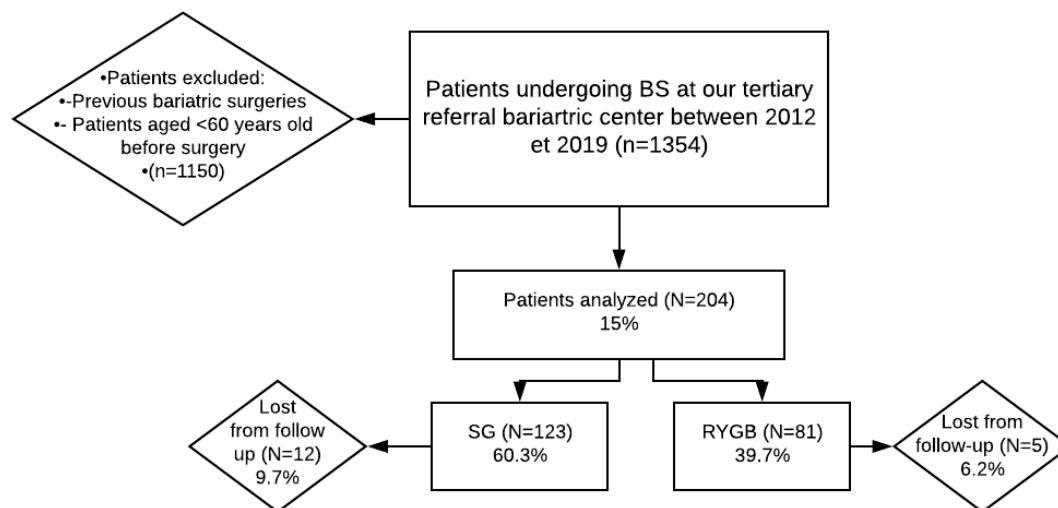 •Patients excluded:
•-Previous bariatric surgeries
•- Patients aged <60 years old
before surgery
•(n=1150)
Patients undergoing BS at our tertiary
referral bariartric center between 2012
et 2019 (n=1354)
Patients analyzed (N=204)
15%
Lost
from follow
up (N=12)
9.7%
SG (N=123)
60.3%
RYGB (N=81)
39.7%
Lost from
follow-up (N=5)
6.2%